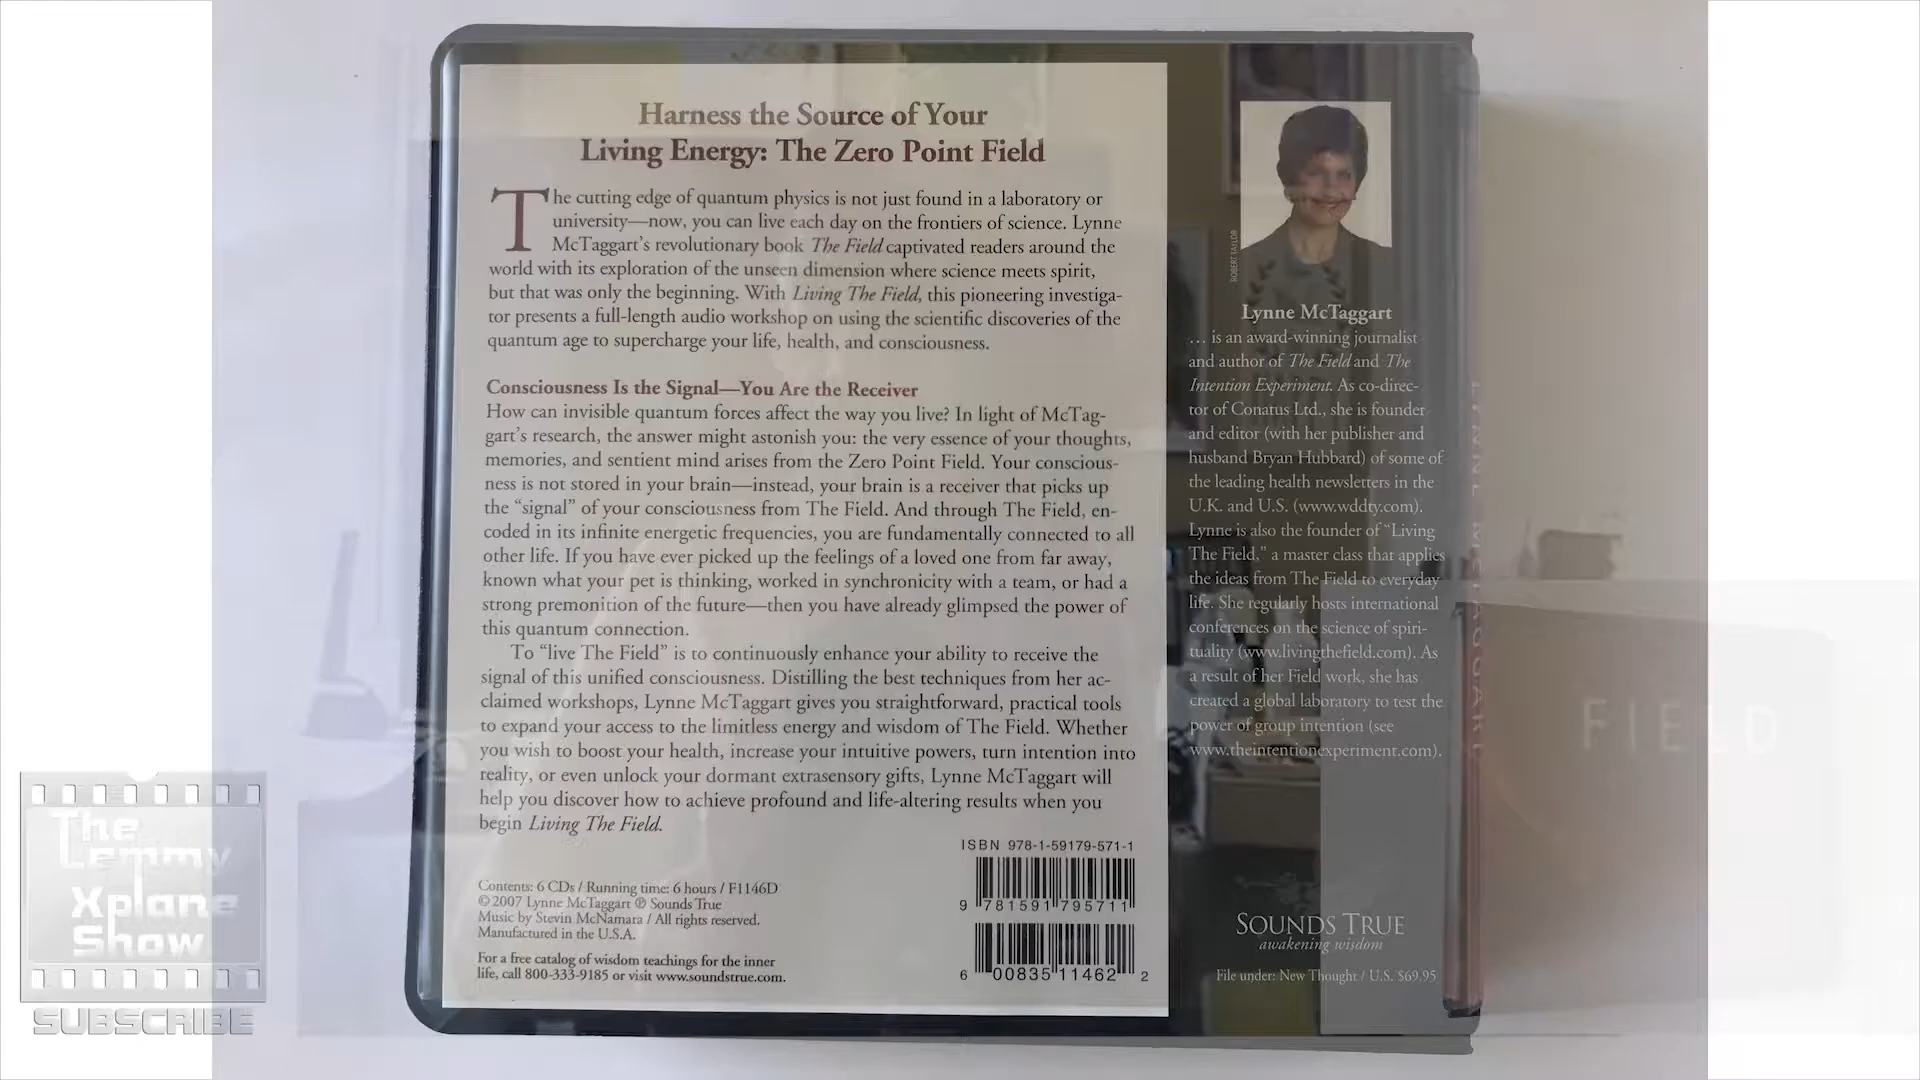 Harness the Source of Your
Living Energy: The Zero Point Field
The cutting edge of quantum physics is not just found in a laboratory or
university—now, you can live each day on the frontiers of science. Lynne
McTaggart's revolutionary book The Field captivated readers around the
world with its exploration of the unseen dimension where science meets spirit,
but that was only the beginning. With Living The Field, this pioneering investiga-
tor presents a full-length audio workshop on using the scientific discoveries of the
quantum age to supercharge your life, health, and consciousness.
Consciousness Is the Signal—You Are the Receiver
How can invisible quantum forces affect the way you live? In light of McTag-
gart's research, the answer might astonish you: the very essence of your thoughts,
memories, and sentient mind arises from the Zero Point Field. Your conscious-
ness is not stored in your brain—instead, your brain is a receiver that picks up
the "signal" of your consciousness from The Field. And through The Field, en-
coded in its infinite energetic frequencies, you are fundamentally connected to all
other life. If you have ever picked up the feelings of a loved one from far away,
known what your pet is thinking, worked in synchronicity with a team, or had a
strong premonition of the future—then you have already glimpsed the power of
this quantum connection.
To "live The Field" is to continuously enhance your ability to receive the
signal of this unified consciousness. Distilling the best techniques from her ac-
claimed workshops, Lynne McTaggart gives you straightforward, practical tools
to expand your access to the limitless energy and wisdom of The Field. Whether
you wish to boost your health, increase your intuitive powers, turn intention into
reality, or even unlock your dormant extrasensory gifts, Lynne McTaggart will
help you discover how to achieve profound and life-altering results when you
begin Living The Field.
Contents: 6 CDs / Running time: 6 hours / F1146D
© 2007 Lynne McTaggart ℗ Sounds True
Music by Stevin McNamara / All rights reserved.
Manufactured in the U.S.A.
For a free catalog of wisdom teachings for the inner
life, call 800-333-9185 or visit www.soundstrue.com.
ISBN 978-1-59179-571-1
9 781591 795711
6 00835 11462 2
ROBERT TAYLOR
Lynne McTaggart
… is an award-winning journalist
and author of The Field and The
Intention Experiment. As co-direc-
tor of Conatus Ltd., she is founder
and editor (with her publisher and
husband Bryan Hubbard) of some of
the leading health newsletters in the
U.K. and U.S. (www.wddty.com).
Lynne is also the founder of "Living
The Field," a master class that applies
the ideas from The Field to everyday
life. She regularly hosts international
conferences on the science of spiri-
tuality (www.livingthefield.com). As
a result of her Field work, she has
created a global laboratory to test the
power of group intention (see
www.theintentionexperiment.com).
SOUNDS TRUE
awakening wisdom
File under: New Thought / U.S. $69.95
LYNNE McTAGGART
FIELD
The
Lemmy
Xplane
Show
SUBSCRIBE